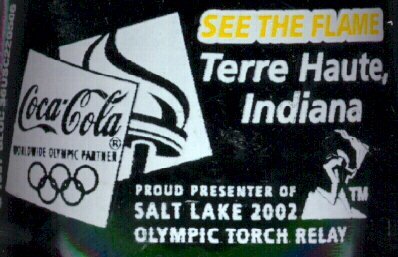 SEE THE FLAME
Terre Haute,
Indiana
Coca-Cola
®
WORLDWIDE OLYMPIC PARTNER
PROUD PRESENTER OF
SALT LAKE 2002
OLYMPIC TORCH RELAY
TM